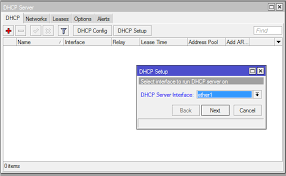 DHCP Server
DHCP Networks Leases Options Alerts
DHCP Config DHCP Setup Find
Name Interface Relay Lease Time Address Pool Add AR...
DHCP Setup
Select interface to run DHCP server on
DHCP Server Interface: ether1
Back Next Cancel
0 items